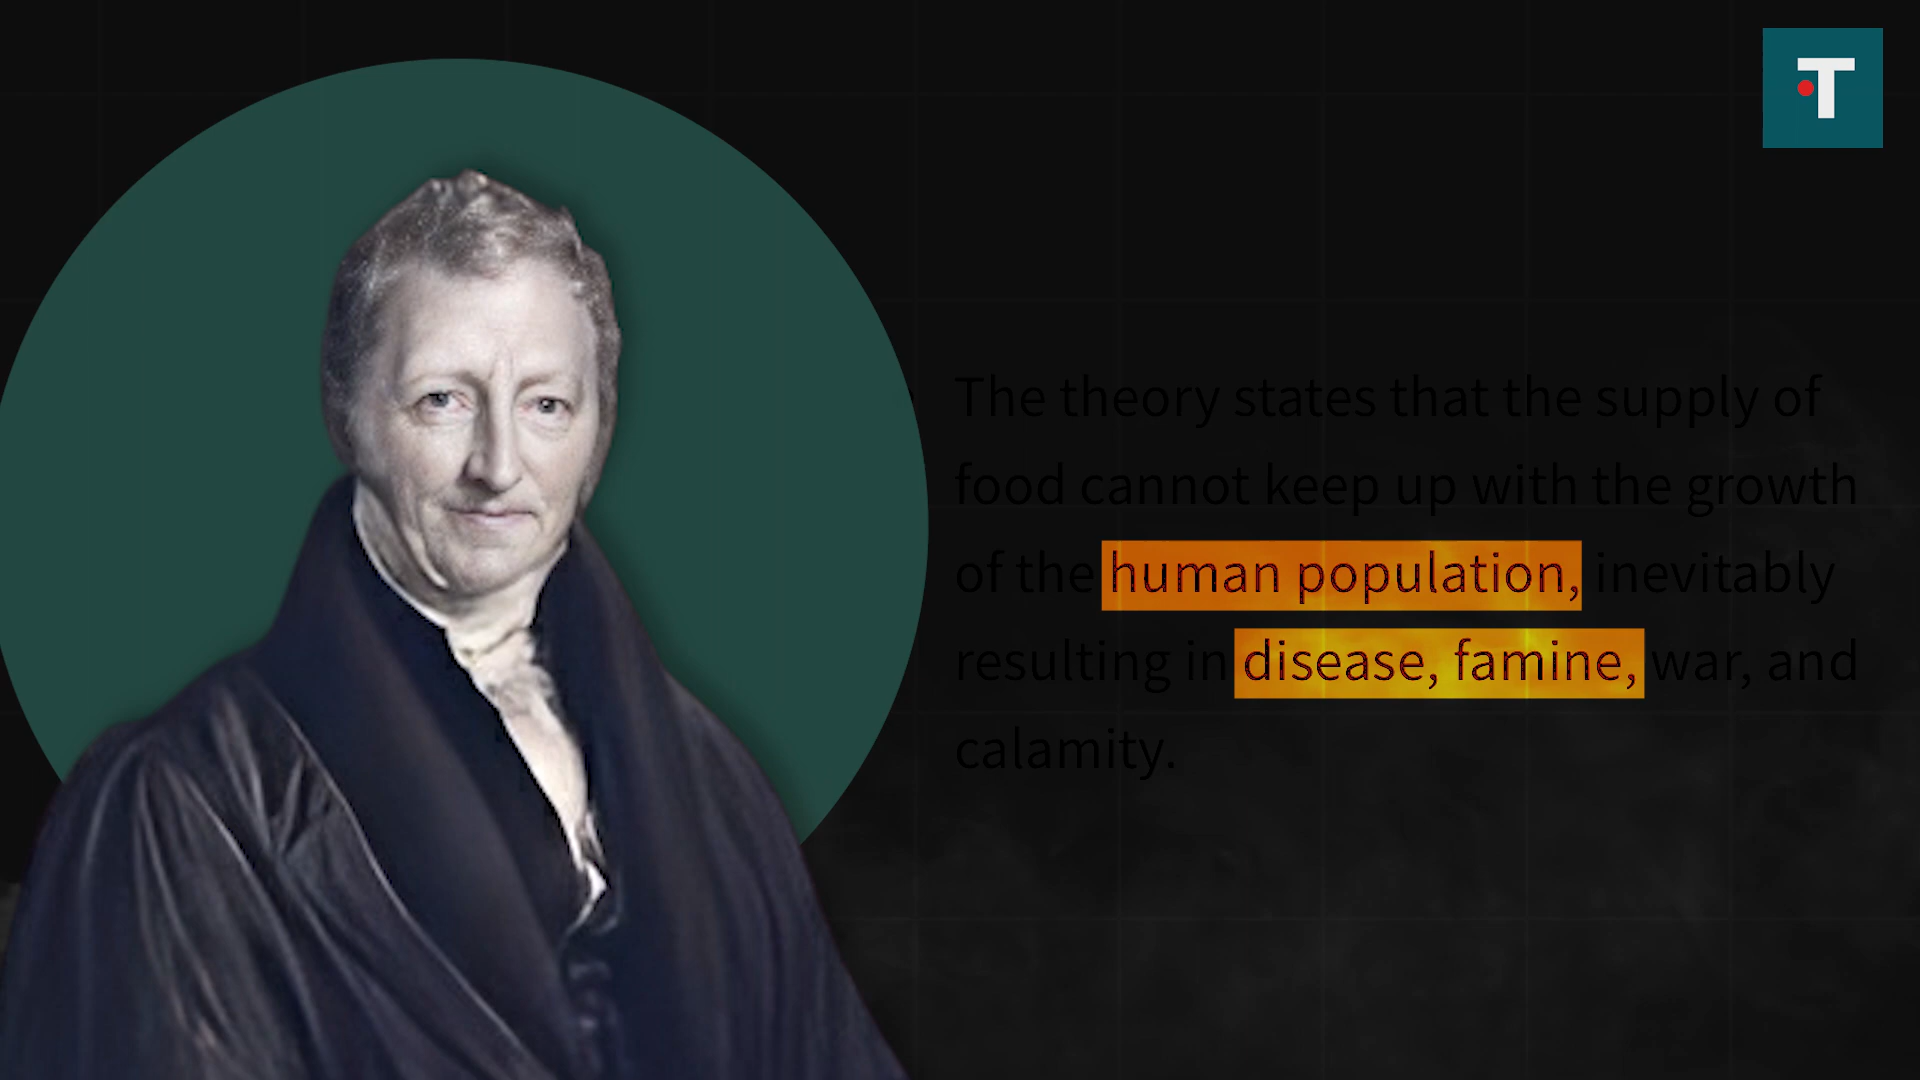 T
The theory states that the supply of
food cannot keep up with the growth
of the human population, inevitably
resulting in disease, famine, war, and
calamity.